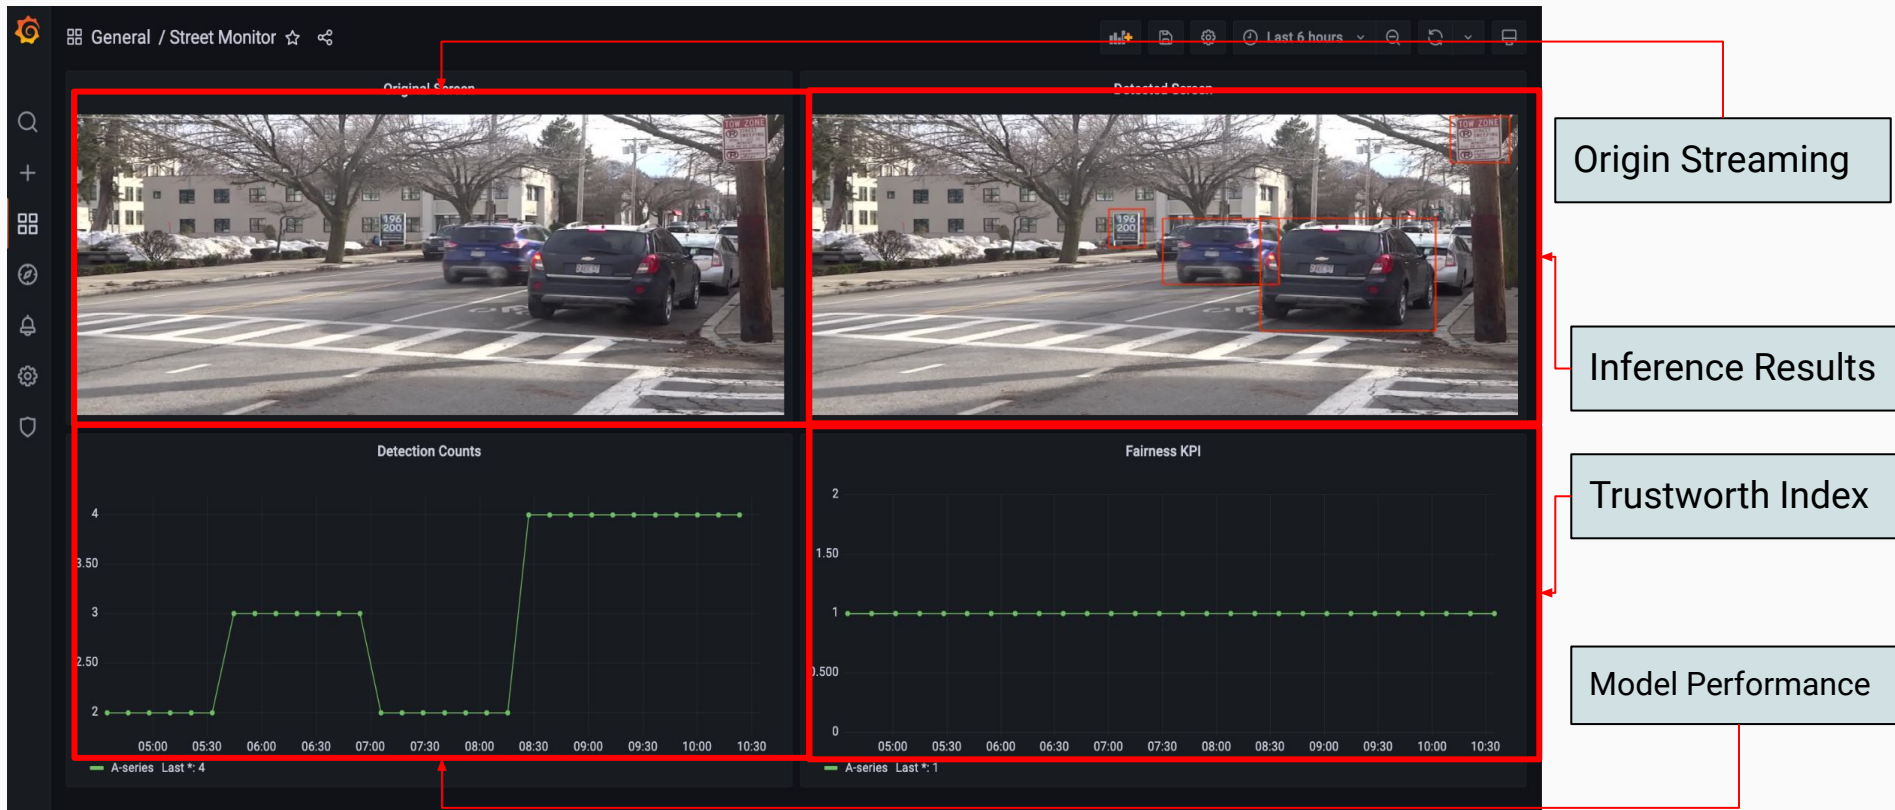 General / Street Monitor
Last 6 hours
Original Screen
Detected Screen
TOW ZONE
196
200
TOW ZONE
196
200
Origin Streaming
Inference Results
Trustworth Index
Model Performance
Detection Counts
4
3.50
3
2.50
2
05:00 05:30 06:00 06:30 07:00 07:30 08:00 08:30 09:00 09:30 10:00 10:30
A-series Last *: 4
Fairness KPI
2
1.50
1
0.500
0
05:00 05:30 06:00 06:30 07:00 07:30 08:00 08:30 09:00 09:30 10:00 10:30
A-series Last *: 1